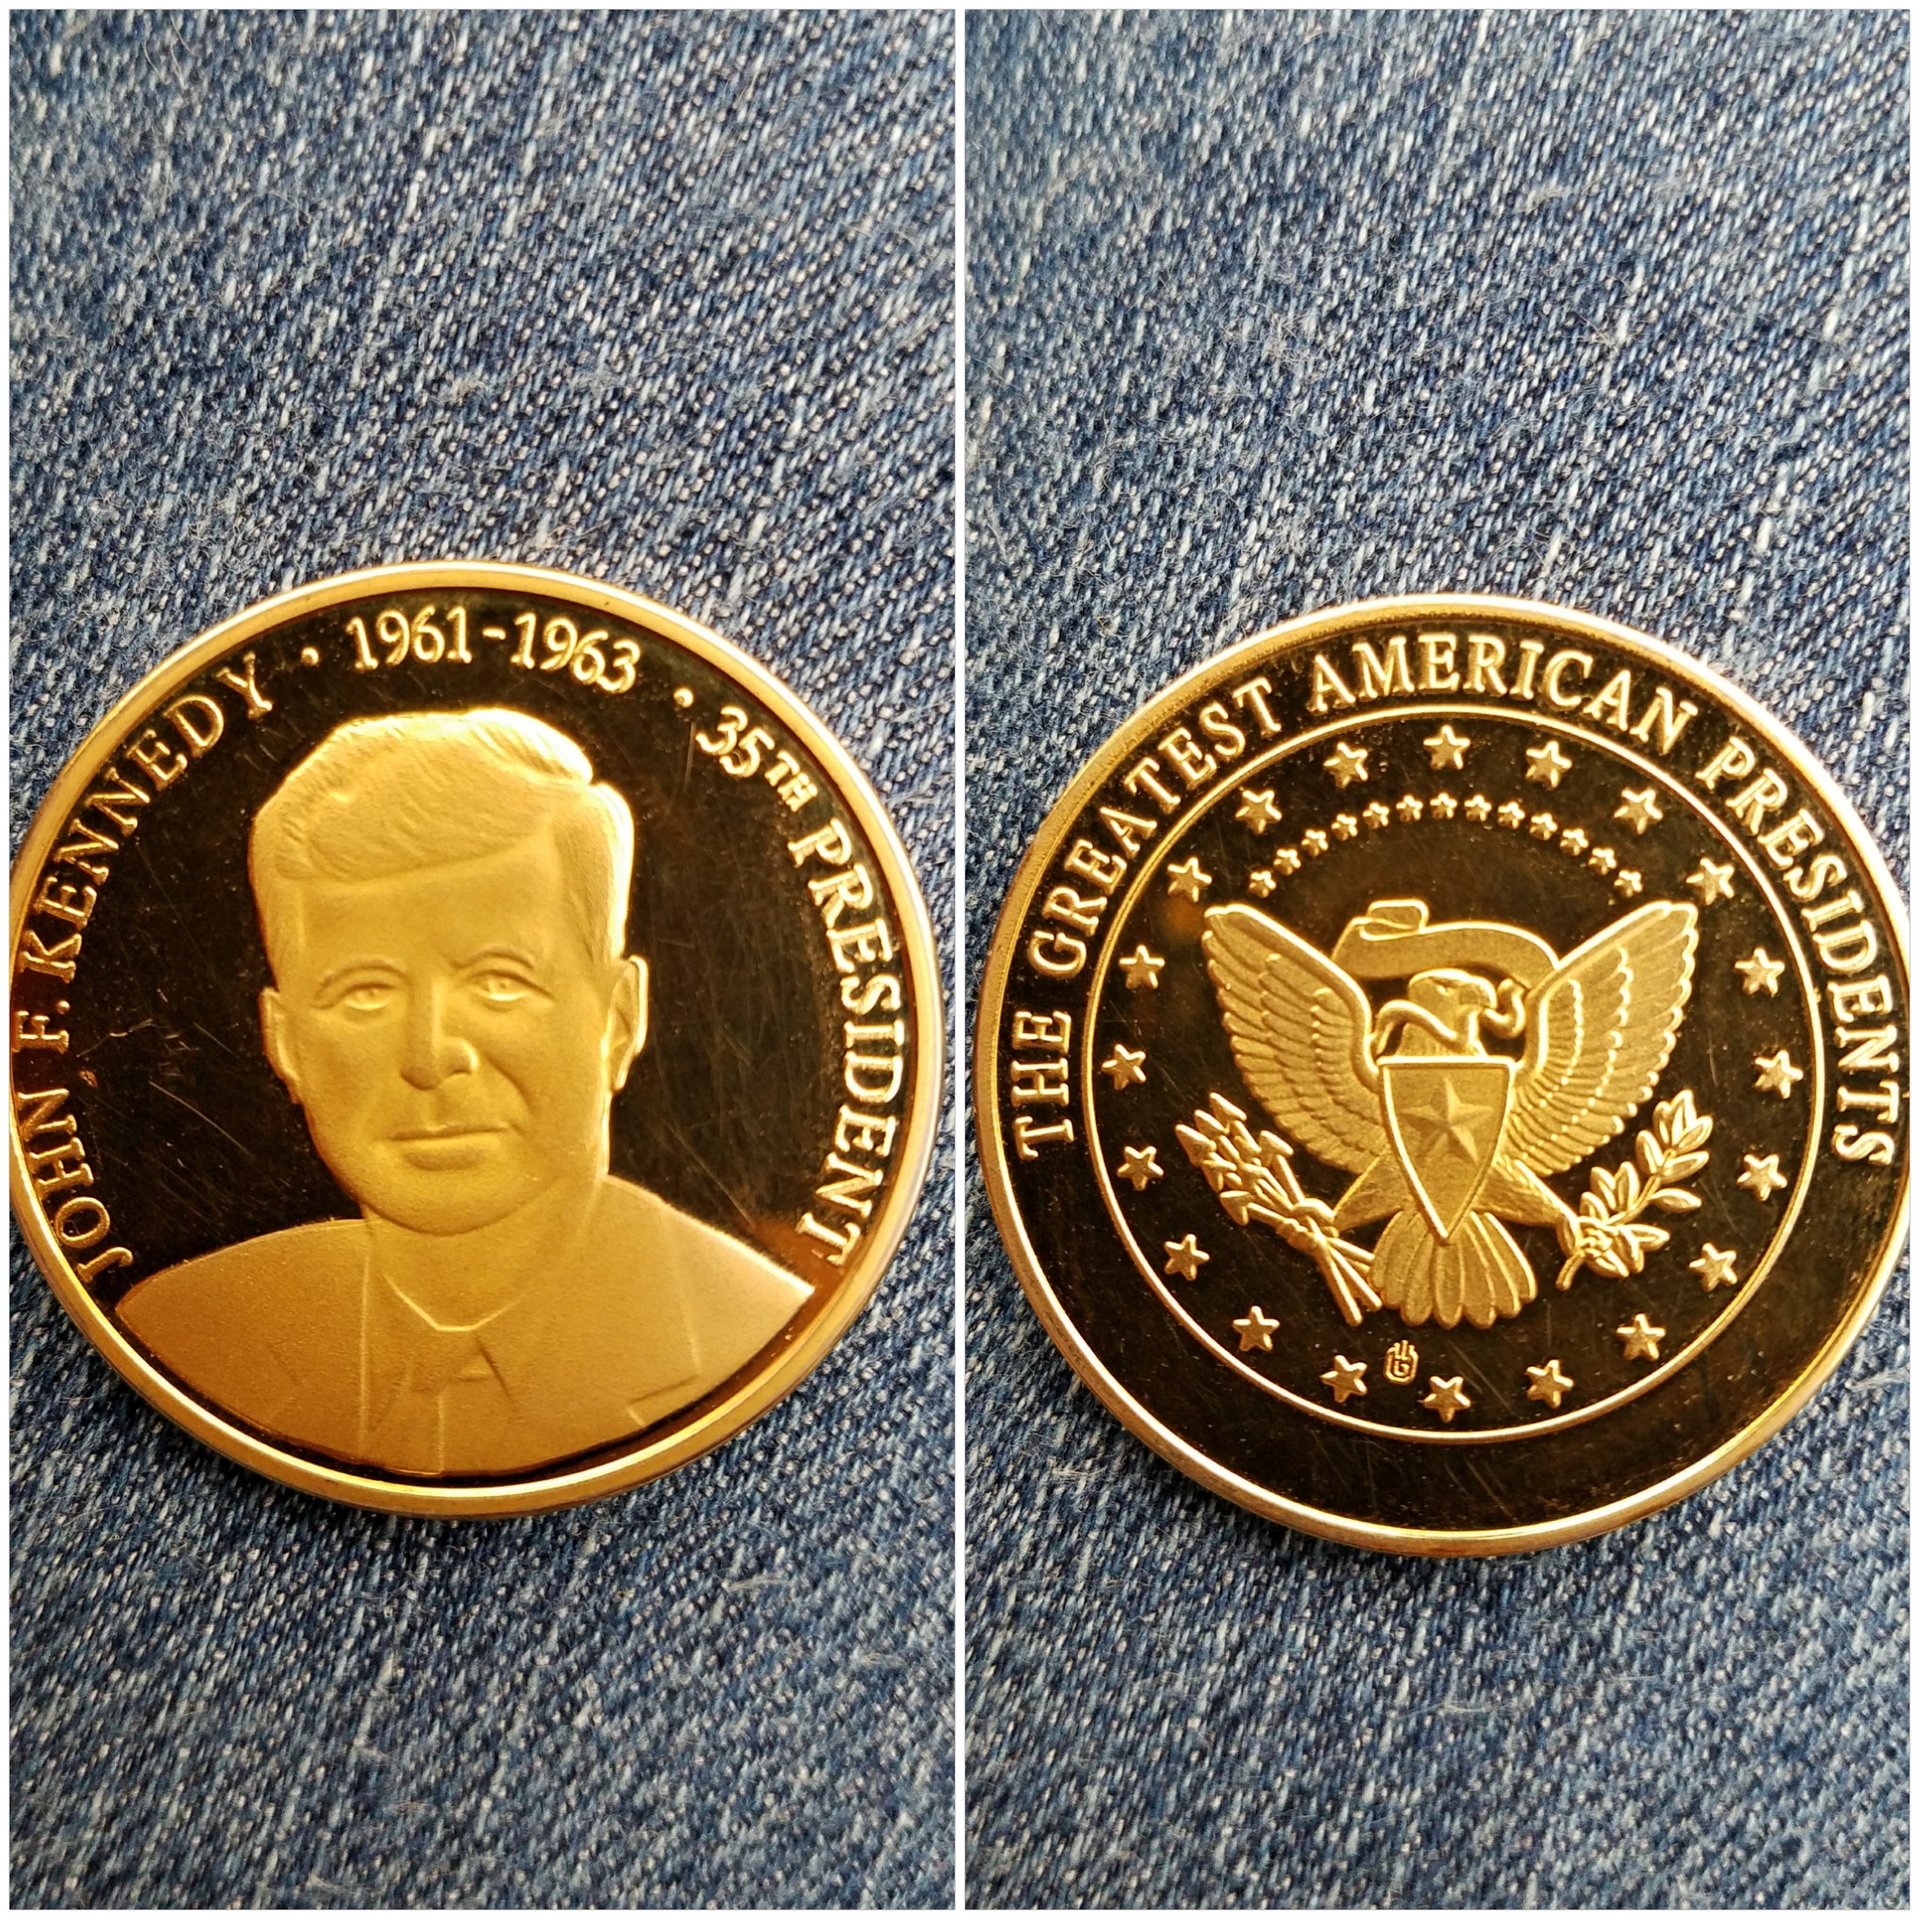 JOHN F. KENNEDY · 1961-1963 · 35TH PRESIDENT
THE GREATEST AMERICAN PRESIDENTS